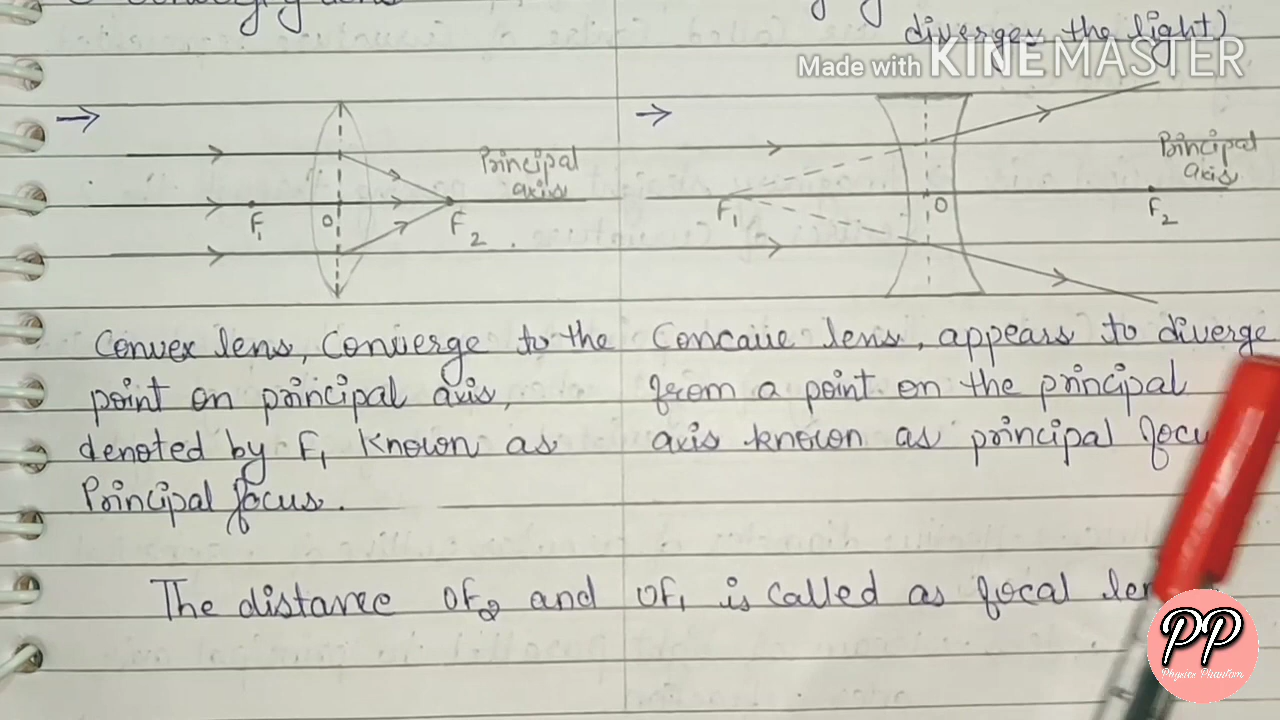 diverges the light)
Made with KINEMASTER
Principal
axis
F1
O
F2
Principal
axis
F1
O
F2
Convex lens, Converge to the
point on principal axis,
denoted by F1 known as
Principal focus.
Concave lens, appears to diverge
from a point on the principal
axis known as principal focu
The distance OF2 and OF1 is called as focal len
PP
Physics Phantom